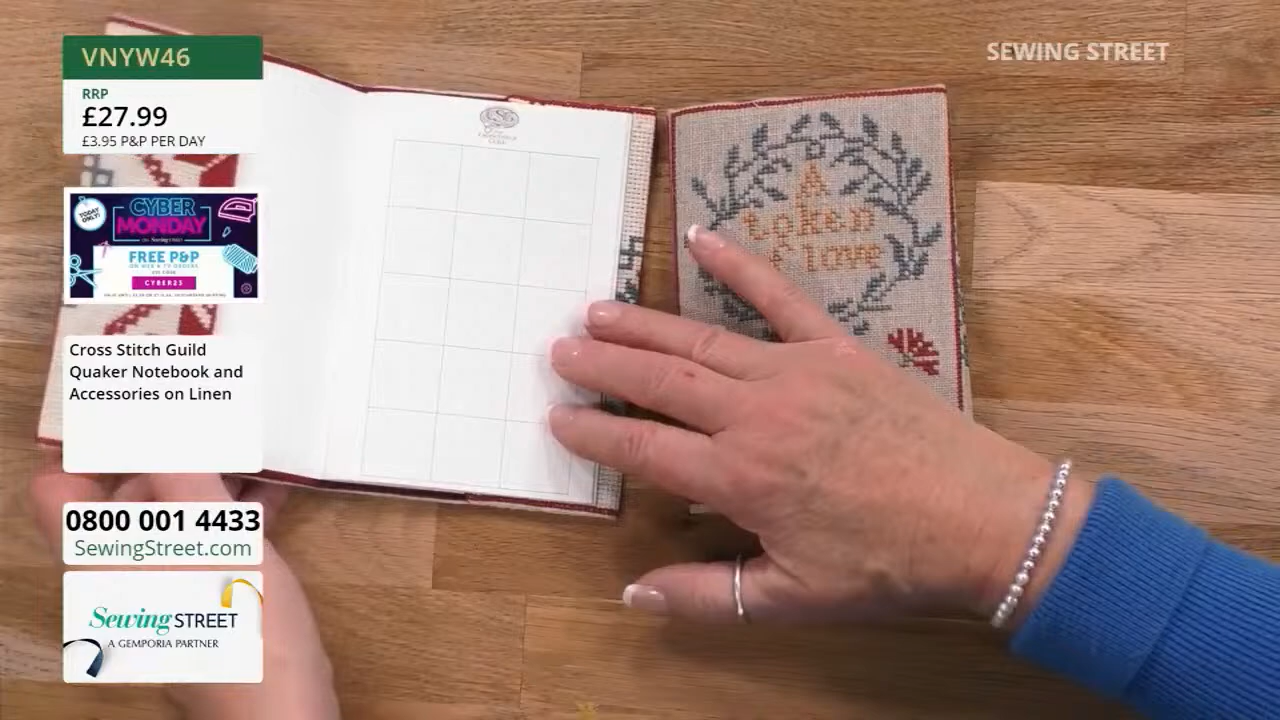 VNYW46
RRP
£27.99
£3.95 P&P PER DAY
TODAY ONLY!
CYBER
MONDAY
FREE P&P
CYBER25
Cross Stitch Guild
Quaker Notebook and
Accessories on Linen
0800 001 4433
SewingStreet.com
Sewing STREET
A GEMPORIA PARTNER
SEWING STREET
A
token
love